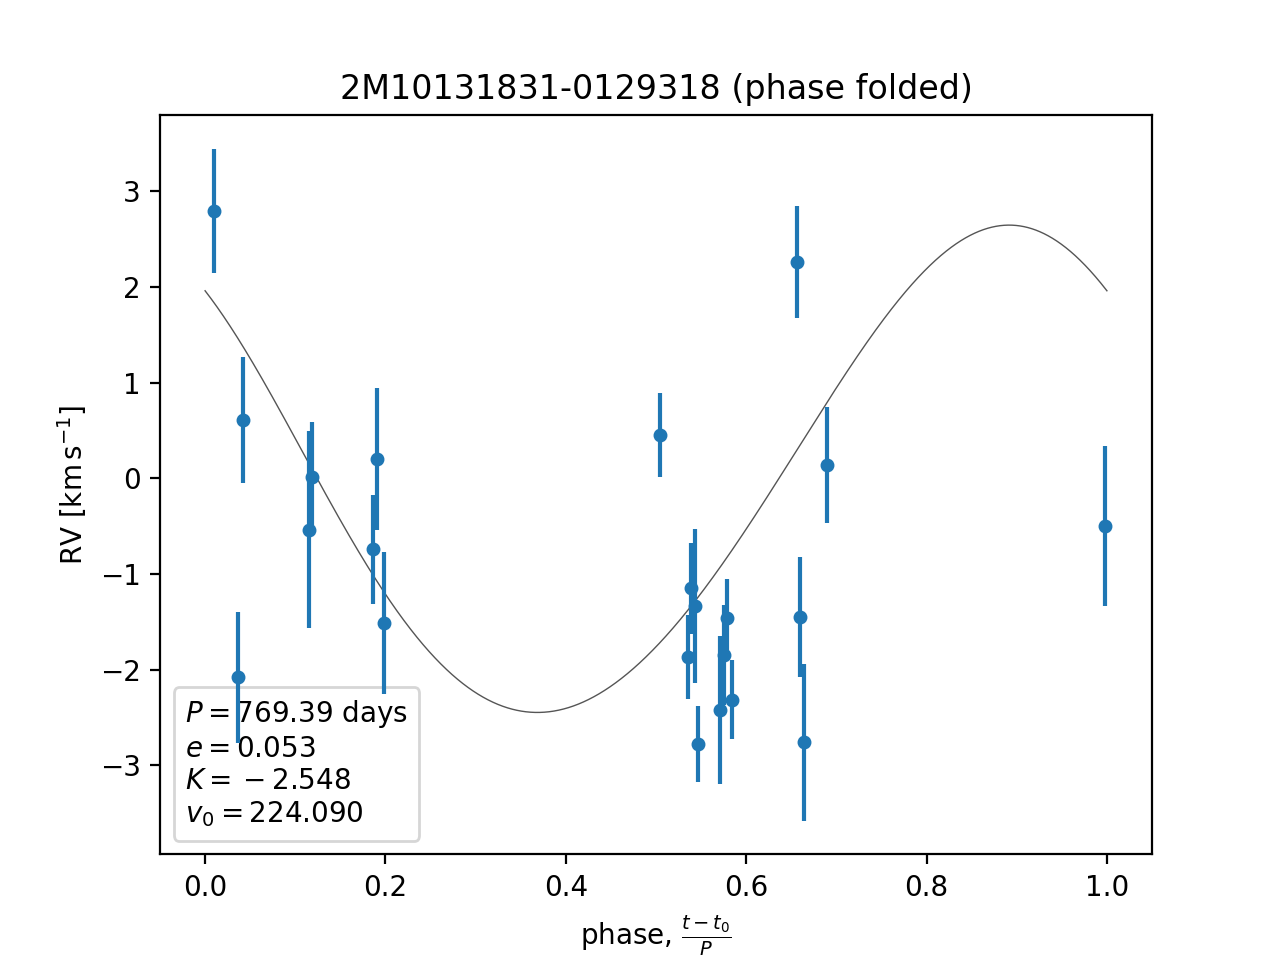 2M10131831-0129318 (phase folded)
RV [km s⁻¹]
3
2
1
0
−1
−2
−3
P = 769.39 days
e = 0.053
K = −2.548
v₀ = 224.090
0.0 0.2 0.4 0.6 0.8 1.0
phase, (t − t₀)/P